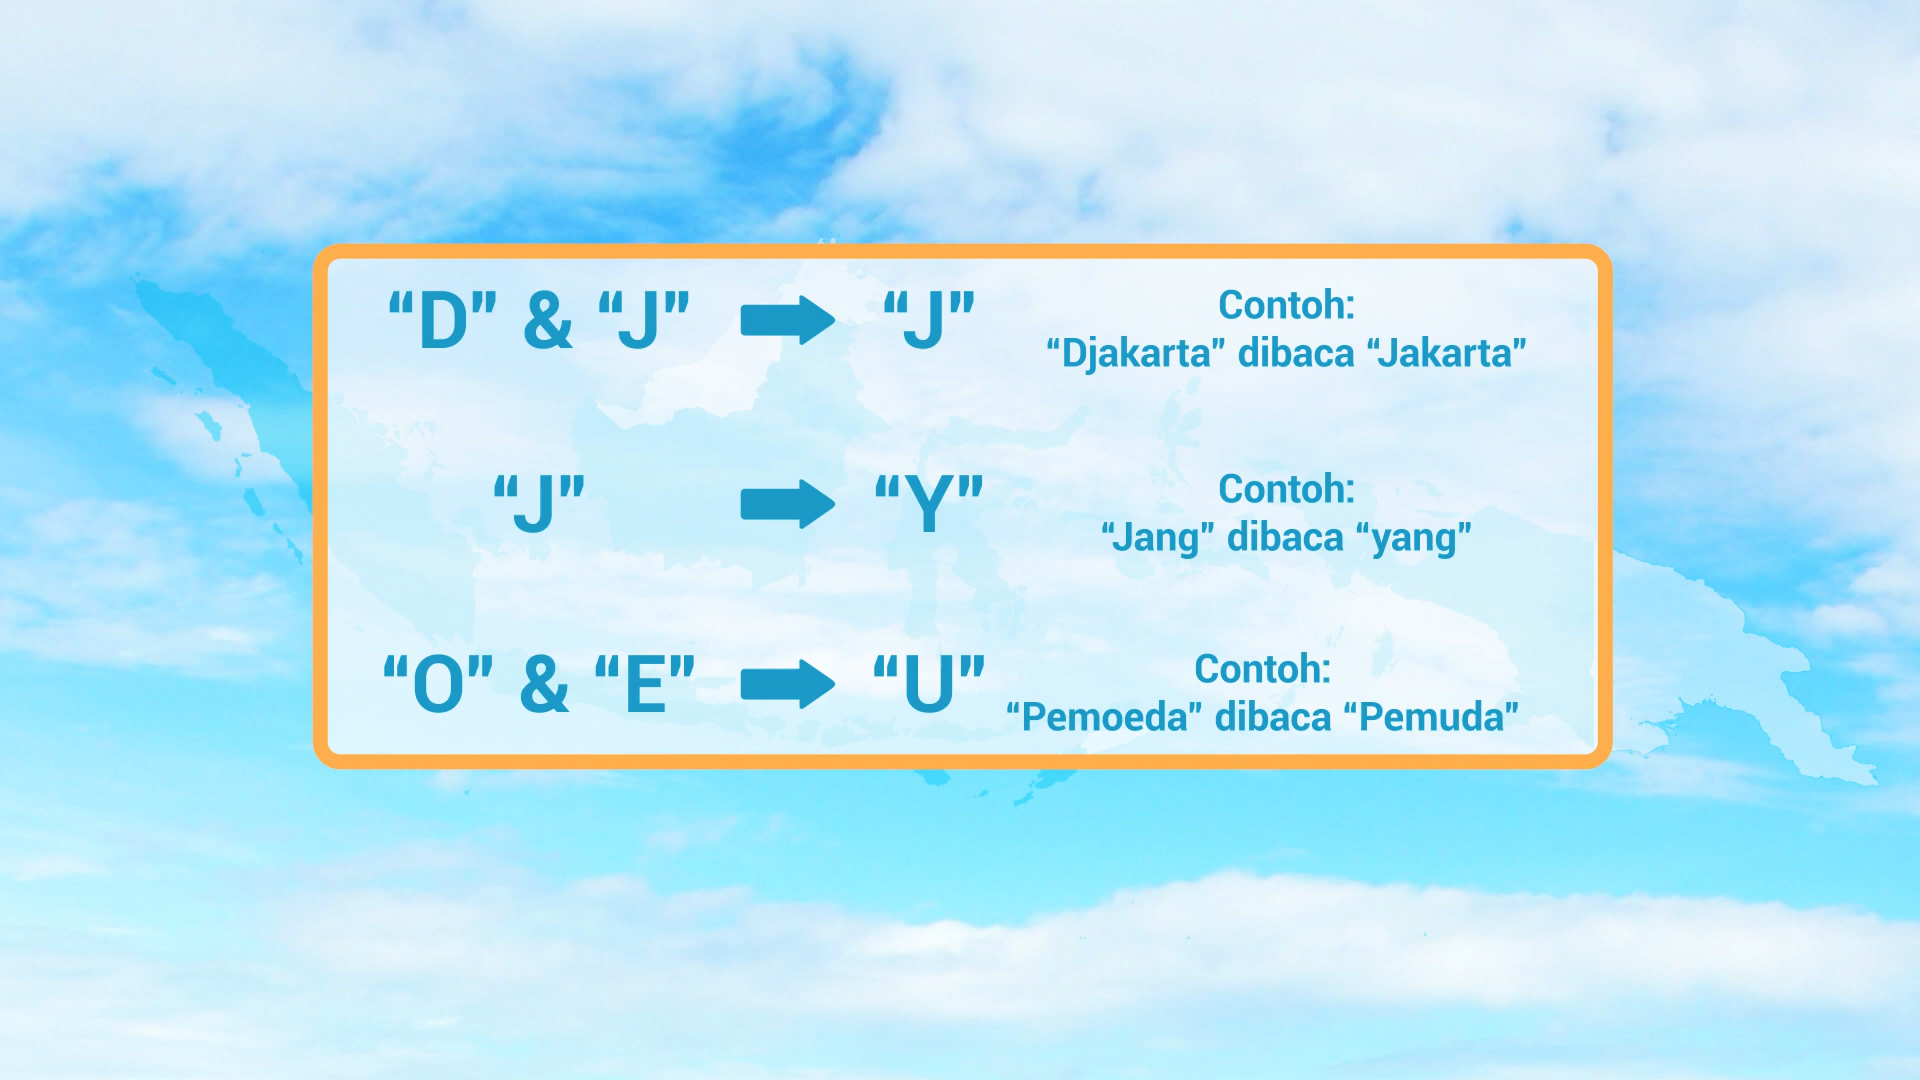 “D” & “J” “J”
Contoh:
“Djakarta” dibaca “Jakarta”
“J” “Y”
Contoh:
“Jang” dibaca “yang”
“O” & “E” “U”
Contoh:
“Pemoeda” dibaca “Pemuda”